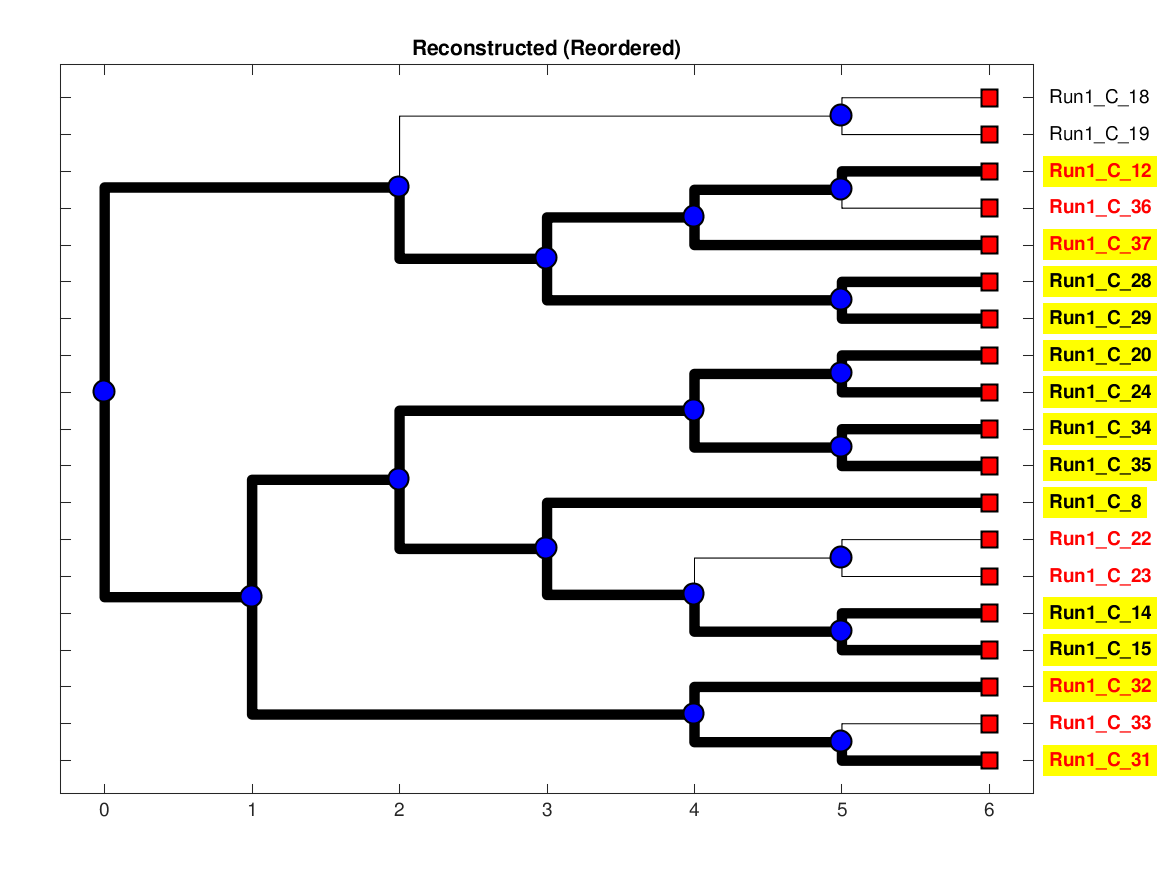 Reconstructed (Reordered)
Run1_C_18
Run1_C_19
Run1_C_12
Run1_C_36
Run1_C_37
Run1_C_28
Run1_C_29
Run1_C_20
Run1_C_24
Run1_C_34
Run1_C_35
Run1_C_8
Run1_C_22
Run1_C_23
Run1_C_14
Run1_C_15
Run1_C_32
Run1_C_33
Run1_C_31
0 1 2 3 4 5 6